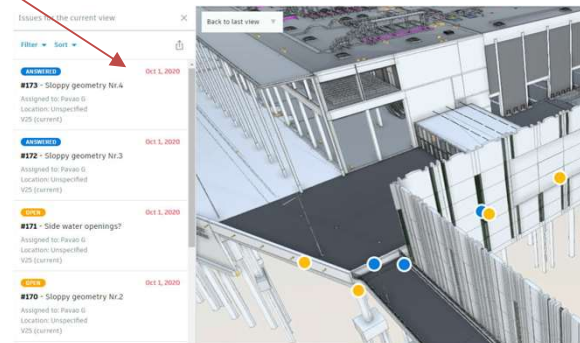 Issues for the current view
Back to last view
Filter Sort
ANSWERED Oct 1, 2020
#173 - Sloppy geometry Nr.4
Assigned to: Pavao G
Location: Unspecified
V25 (current)
ANSWERED Oct 1, 2020
#172 - Sloppy geometry Nr.3
Assigned to: Pavao G
Location: Unspecified
V25 (current)
OPEN Oct 1, 2020
#171 - Side water openings?
Assigned to: Pavao G
Location: Unspecified
V25 (current)
OPEN Oct 1, 2020
#170 - Sloppy geometry Nr.2
Assigned to: Pavao G
Location: Unspecified
V25 (current)